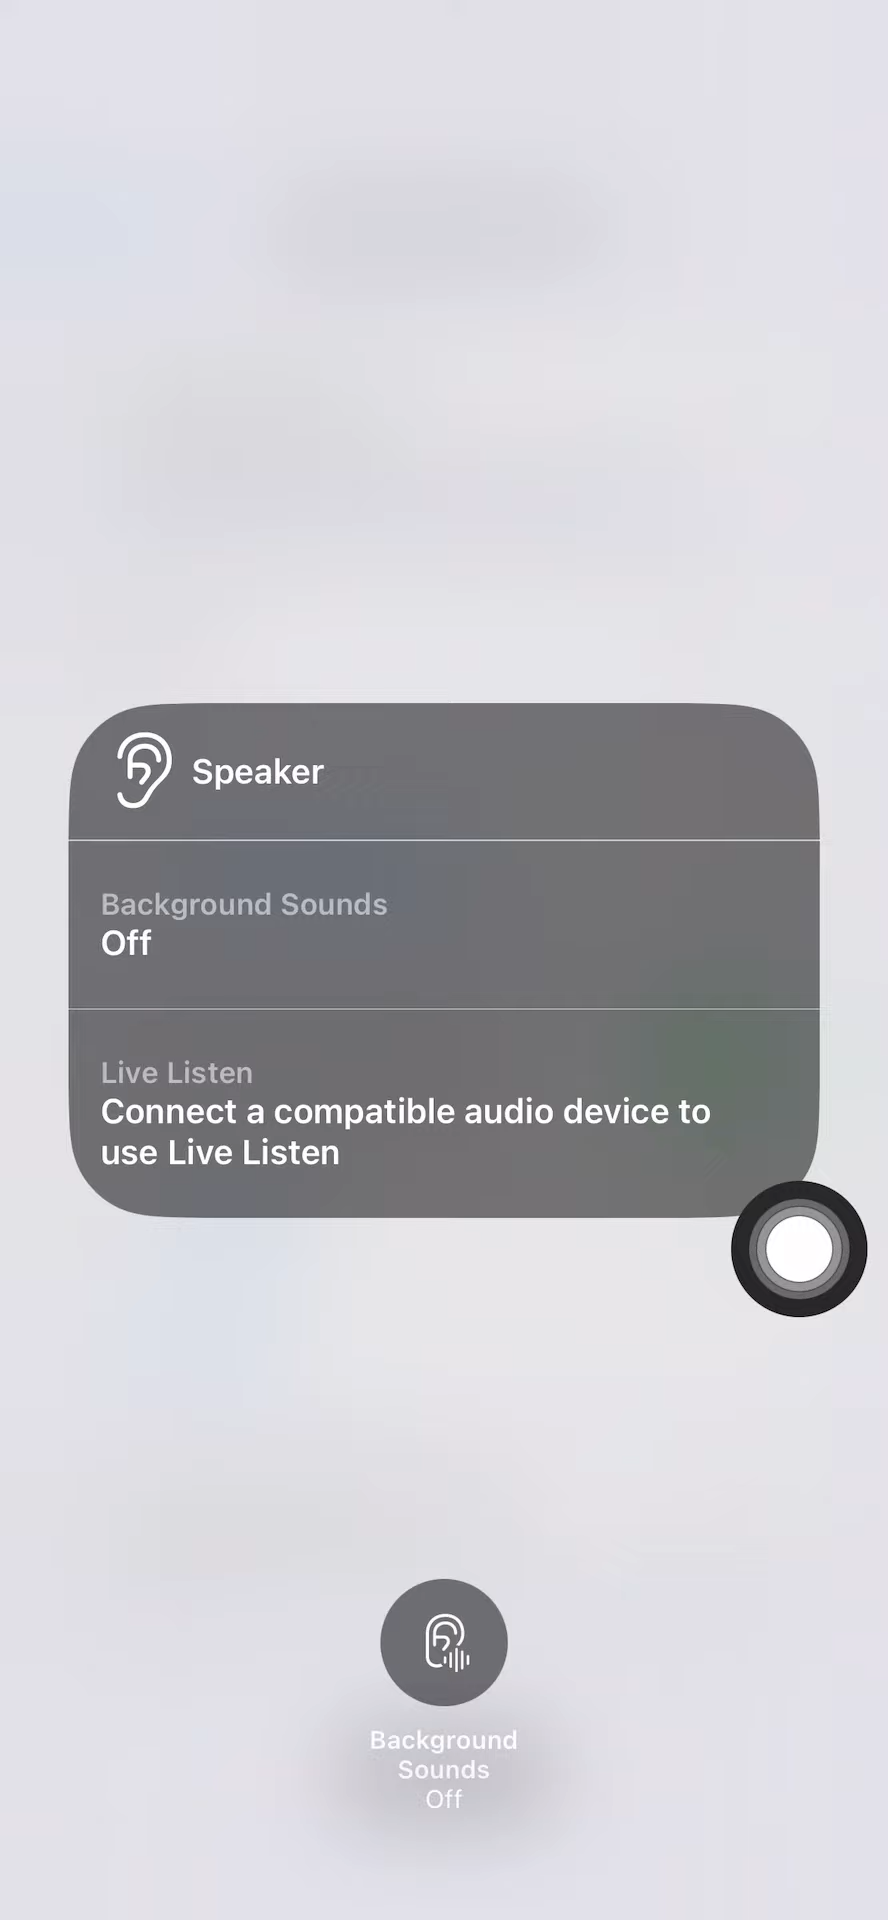 Speaker
Background Sounds
Off
Live Listen
Connect a compatible audio device to
use Live Listen
Background
Sounds
Off